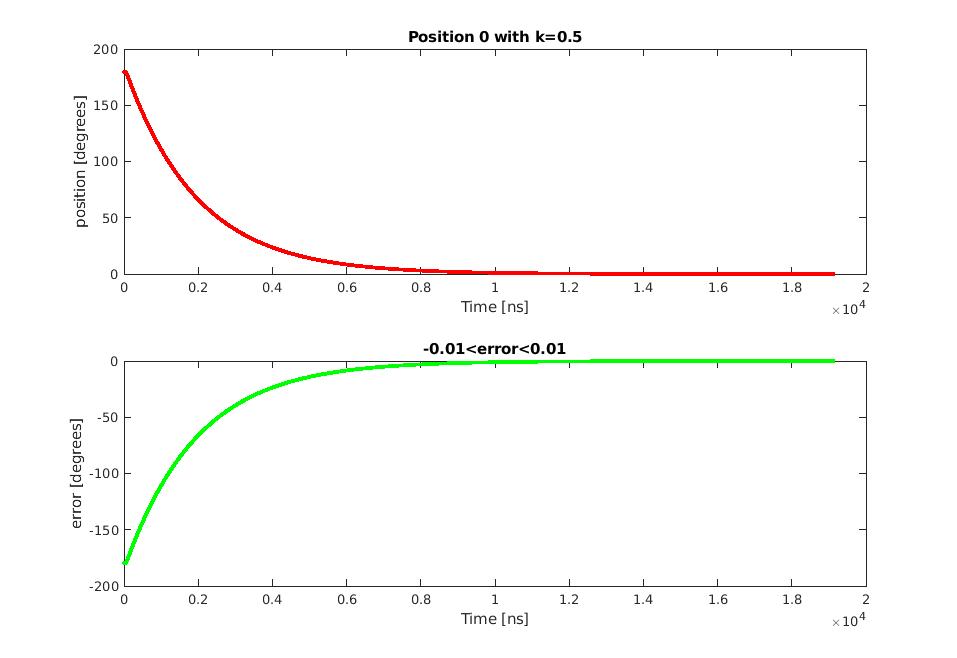 Position 0 with k=0.5
200
150
100
50
0
position [degrees]
0 0.2 0.4 0.6 0.8 1 1.2 1.4 1.6 1.8 2
Time [ns]
×10⁴
-0.01<error<0.01
0
-50
-100
-150
-200
error [degrees]
0 0.2 0.4 0.6 0.8 1 1.2 1.4 1.6 1.8 2
Time [ns]
×10⁴